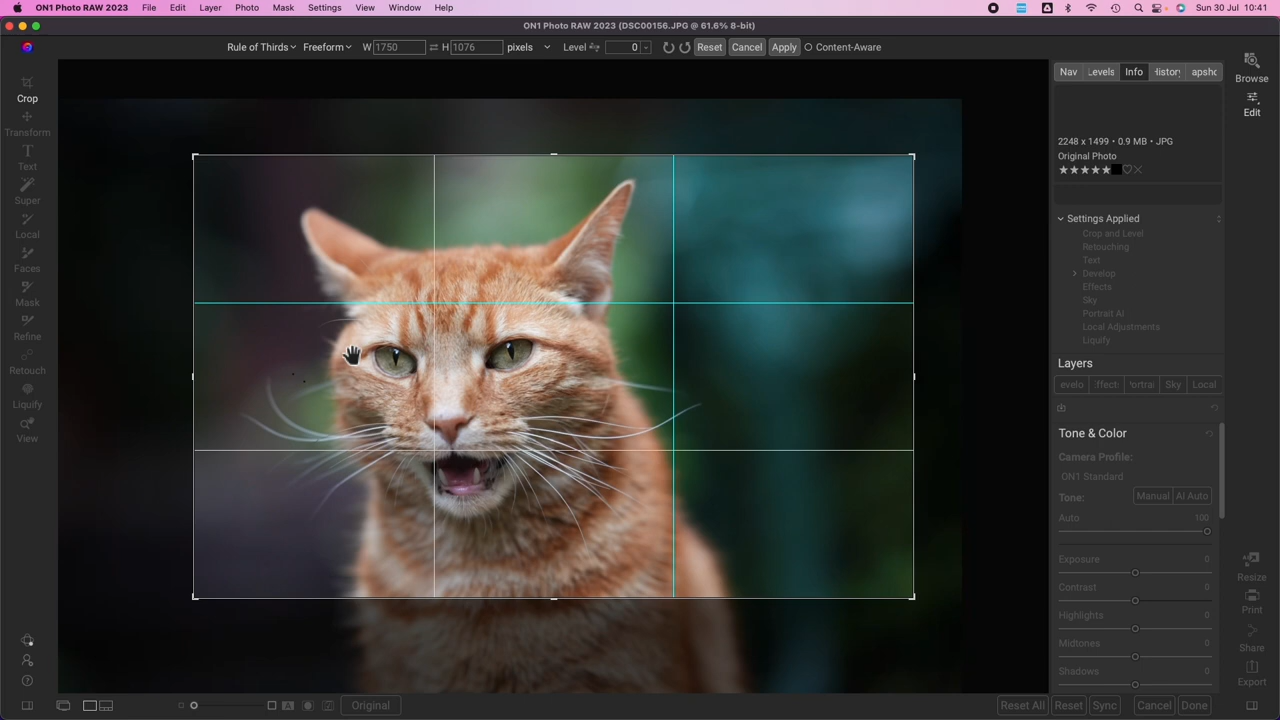 ON1 Photo RAW 2023 File Edit Layer Photo Mask Settings View Window Help Sun 30 Jul 10:41
ON1 Photo RAW 2023 (DSC00156.JPG @ 61.6% 8-bit)
Rule of Thirds Freeform W 1750 H 1076 pixels Level 0 Reset Cancel Apply Content-Aware
Crop
Transform
Text
Super
Local
Faces
Mask
Refine
Retouch
Liquify
View
Nav Levels Info History apsho
Browse
Edit
2248 x 1499 • 0.9 MB • JPG
Original Photo
Settings Applied
Crop and Level
Retouching
Text
Develop
Effects
Sky
Portrait AI
Local Adjustments
Liquify
Layers
evelo Effect Portrai Sky Local
Tone & Color
Camera Profile:
ON1 Standard
Tone: Manual AI Auto
Auto 100
Exposure 0
Contrast 0
Highlights 0
Midtones 0
Shadows 0
Resize
Print
Share
Export
Original
Reset All Reset Sync Cancel Done